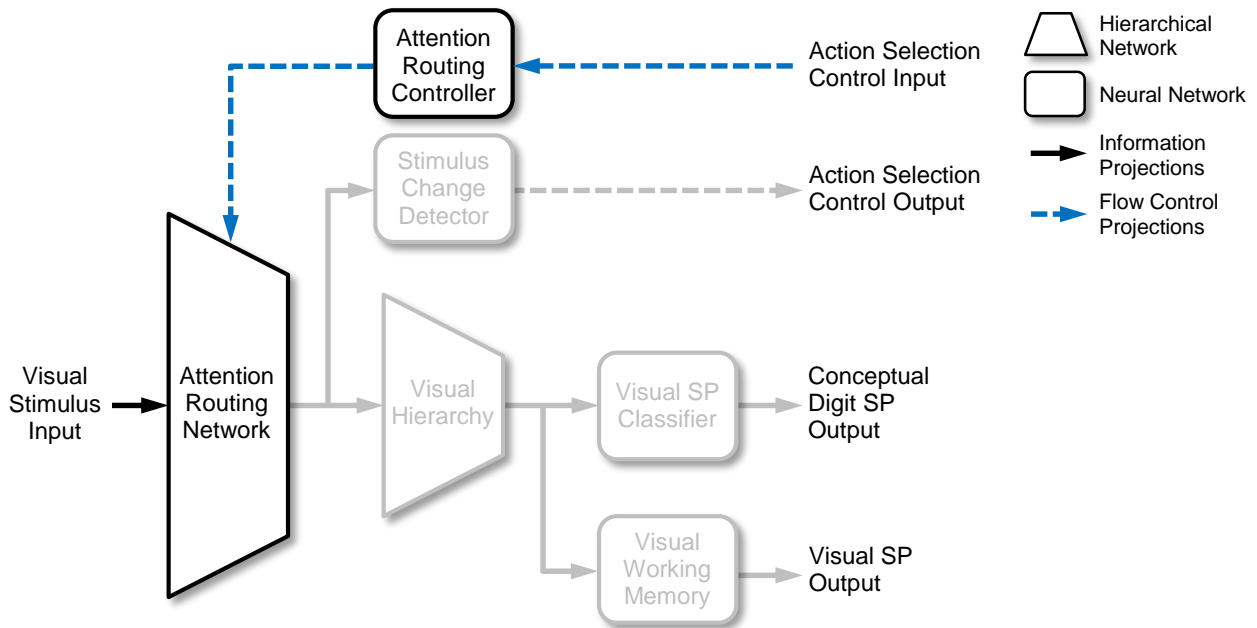 Attention
Routing
Controller
Action Selection
Control Input
Hierarchical
Network
Neural Network
Information
Projections
Flow Control
Projections
Stimulus
Change
Detector
Action Selection
Control Output
Visual
Stimulus
Input
Attention
Routing
Network
Visual
Hierarchy
Visual SP
Classifier
Conceptual
Digit SP
Output
Visual
Working
Memory
Visual SP
Output